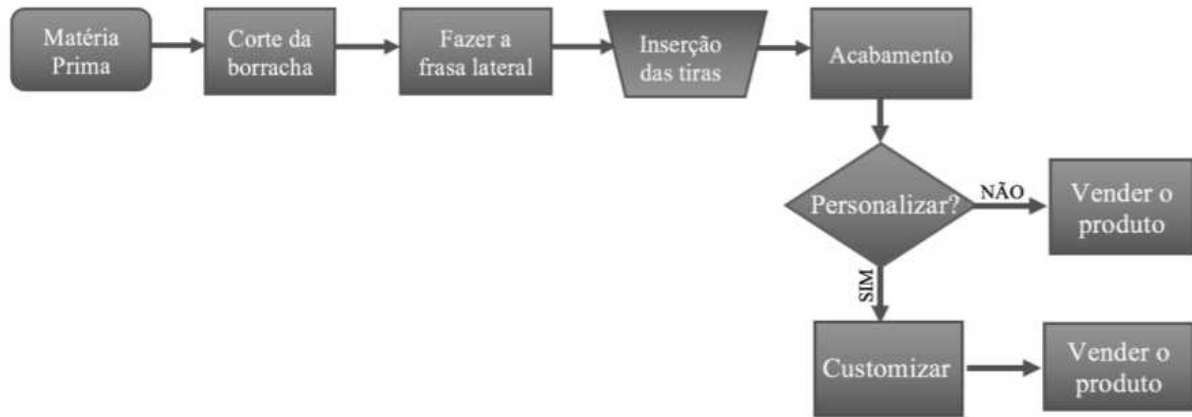 Matéria
Prima
Corte da
borracha
Fazer a
frasa lateral
Inserção
das tiras
Acabamento
Personalizar?
NÃO
Vender o
produto
SIM
Customizar
Vender o
produto